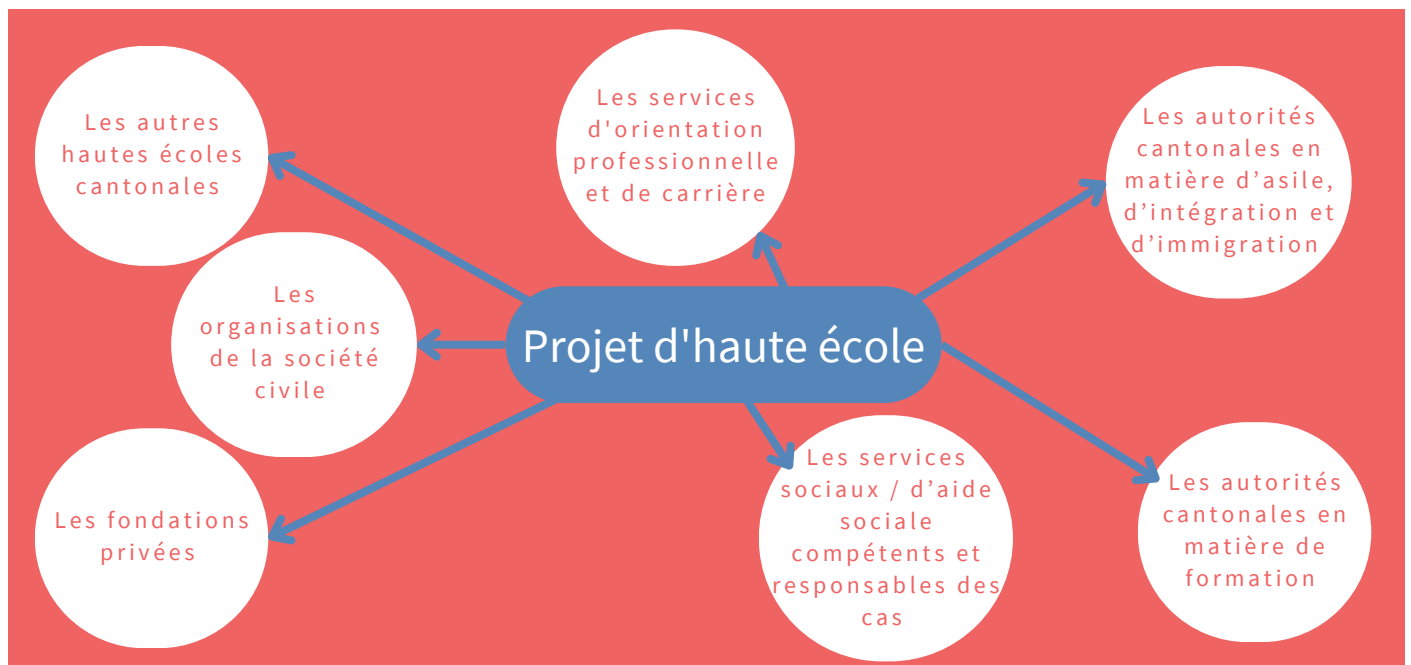 Les autres
hautes écoles
cantonales
Les services
d'orientation
professionnelle
et de carrière
Les autorités
cantonales en
matière d’asile,
d’intégration et
d’immigration
Les
organisations
de la société
civile
Projet d'haute école
Les fondations
privées
Les services
sociaux / d’aide
sociale
compétents et
responsables des
cas
Les autorités
cantonales en
matière de
formation